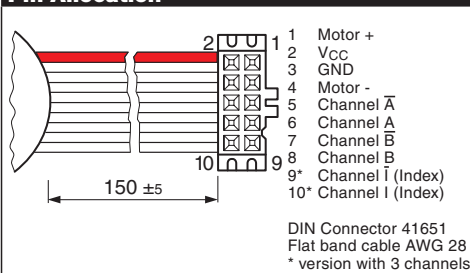 Pin Allocation
2 1
10 9
150 ±5
1 Motor +
2 VCC
3 GND
4 Motor -
5 Channel A̅
6 Channel A
7 Channel B̅
8 Channel B
9* Channel I̅ (Index)
10* Channel I (Index)
DIN Connector 41651
Flat band cable AWG 28
* version with 3 channels